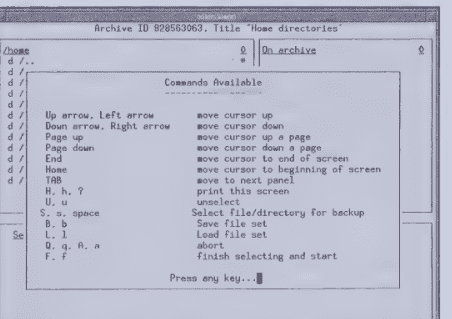 Archive ID 828563063, Title "Home directories"
/home 0 On archive 0
d /..
d /
d /
d /
d /
d /
d /
d /
d /
d /
Commands Available
Up arrow, Left arrow move cursor up
Down arrow, Right arrow move cursor down
Page up move cursor up a page
Page down move cursor down a page
End move cursor to end of screen
Home move cursor to beginning of screen
TAB move to next panel
H, h, ? print this screen
U, u unselect
S, s, space Select file/directory for backup
B, b Save file set
L, l Load file set
Q, q, A, a abort
F, f finish selecting and start
Se
Press any key...